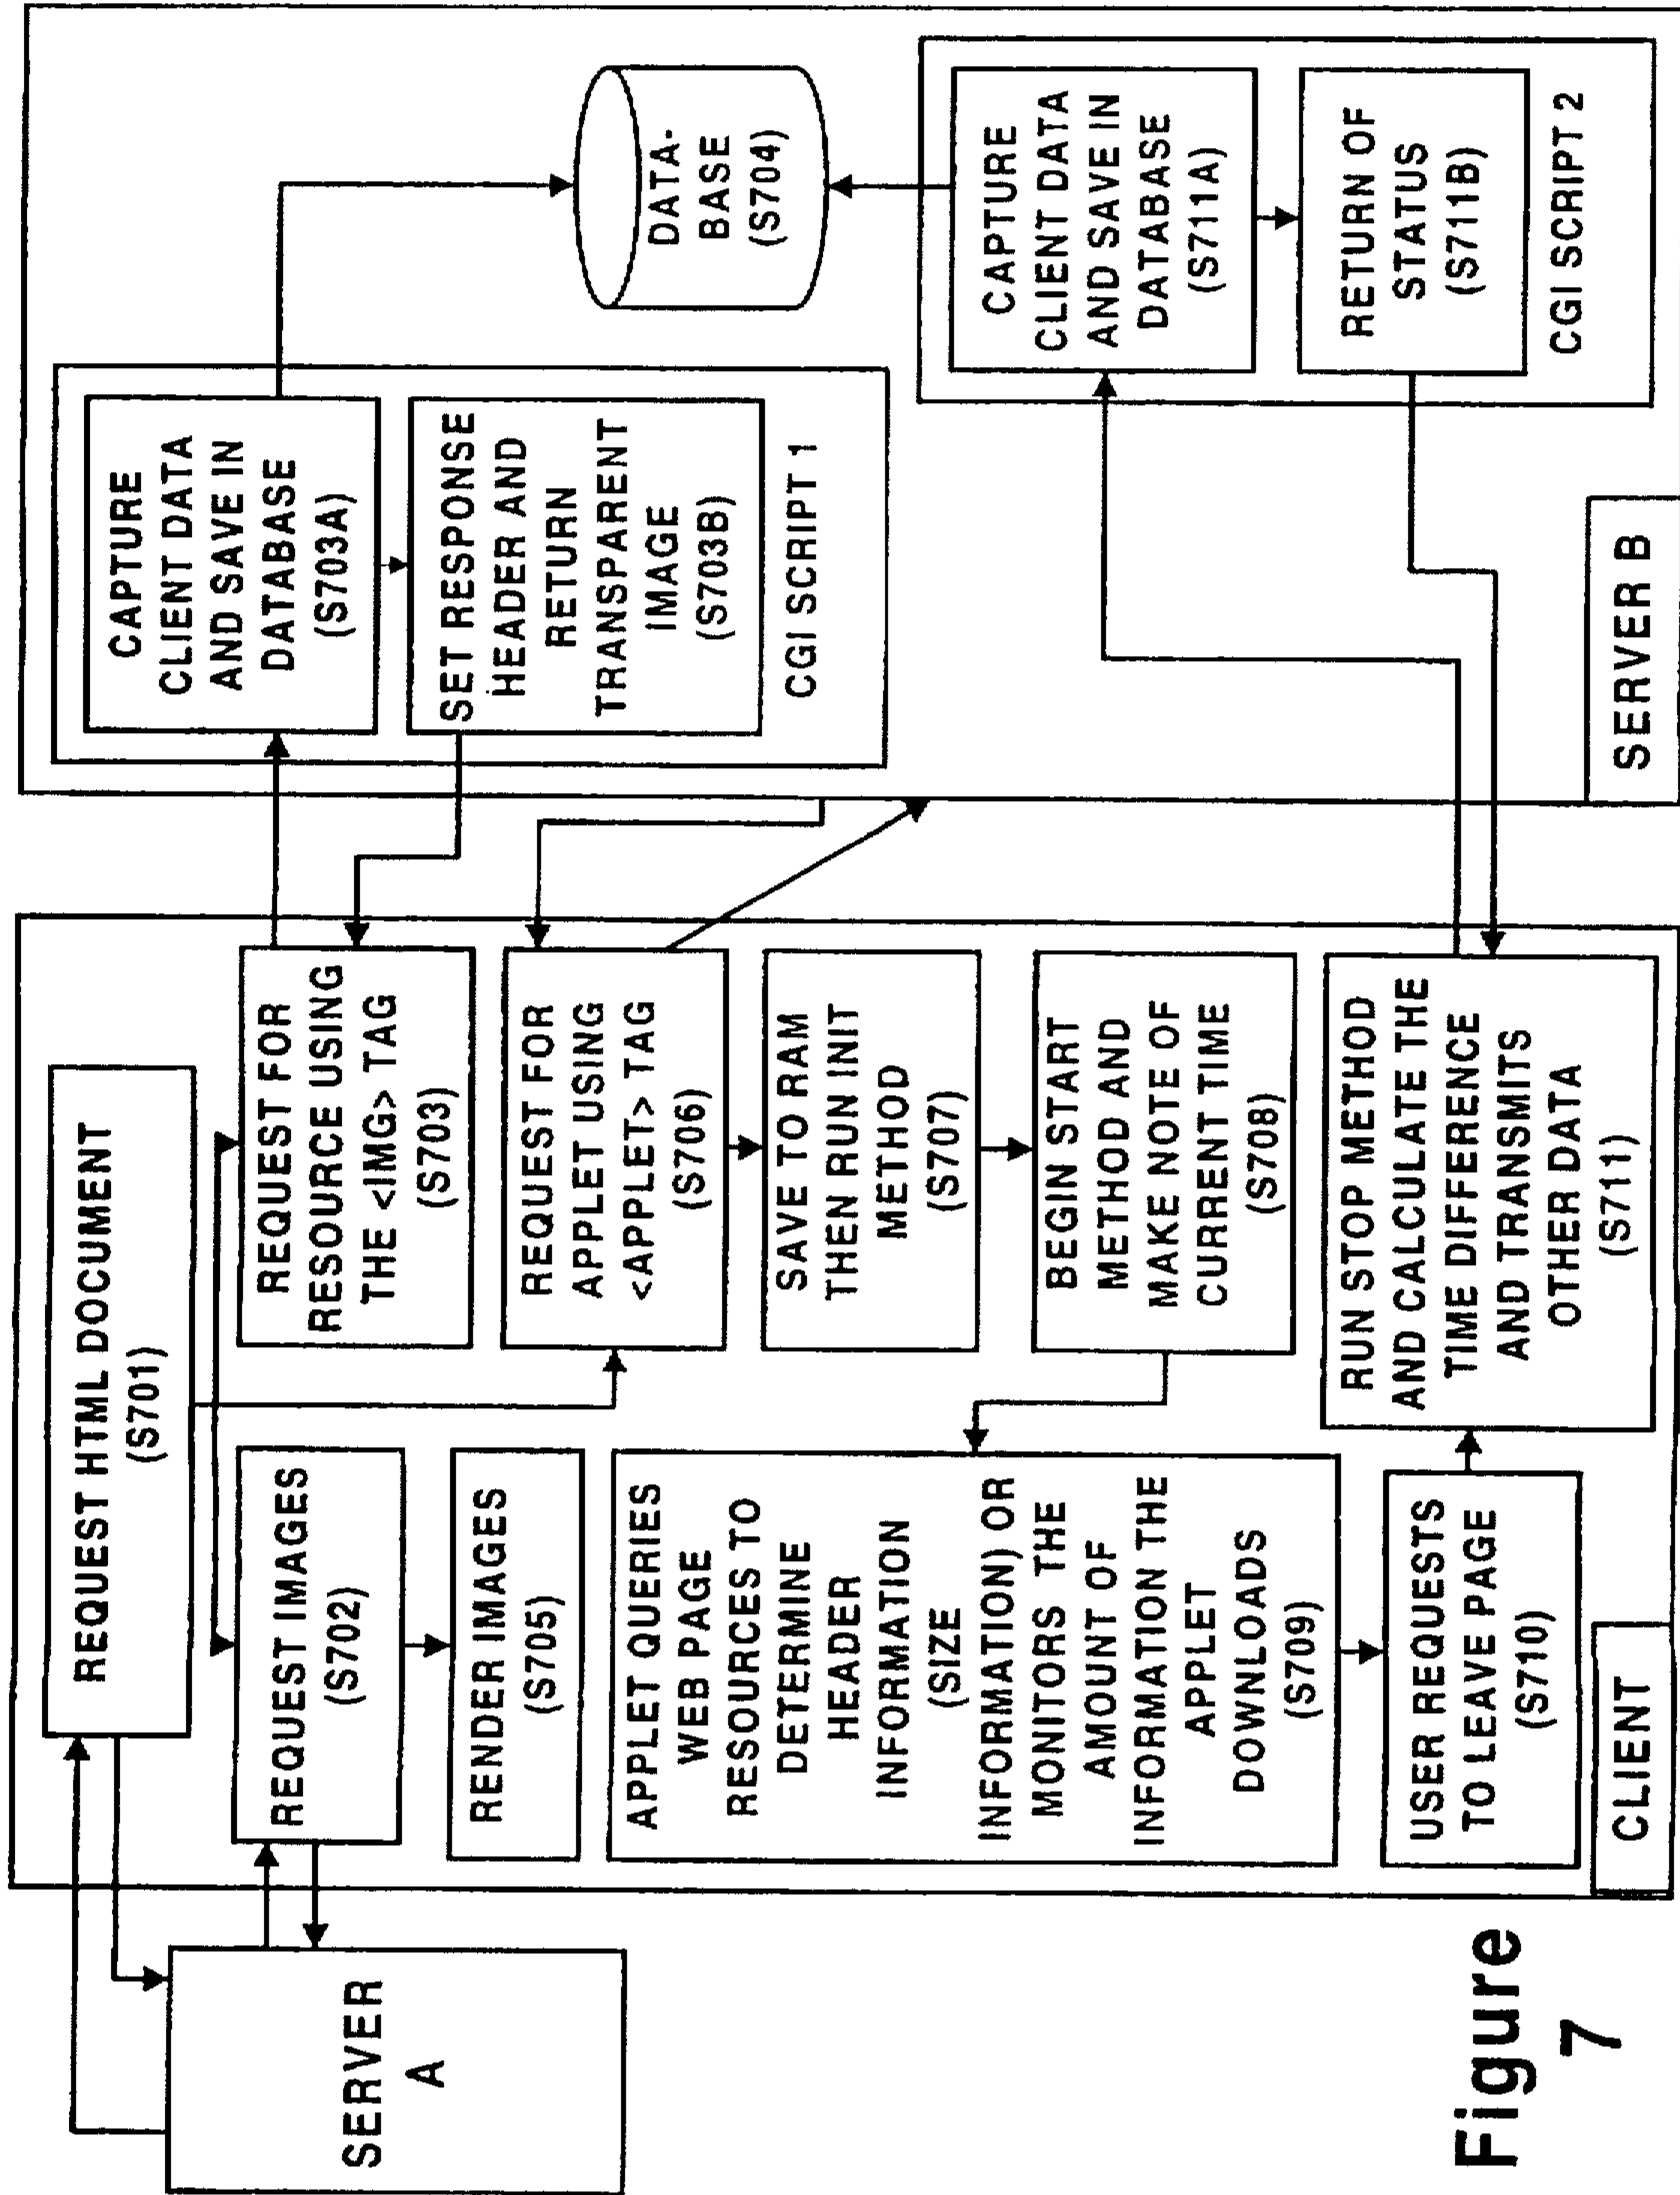 SERVER
A
REQUEST HTML DOCUMENT
(S701)
REQUEST IMAGES
(S702)
RENDER IMAGES
(S705)
REQUEST FOR
RESOURCE USING
THE <IMG> TAG
(S703)
REQUEST FOR
APPLET USING
<APPLET> TAG
(S706)
SAVE TO RAM
THEN RUN INIT
METHOD
(S707)
BEGIN START
METHOD AND
MAKE NOTE OF
CURRENT TIME
(S708)
APPLET QUERIES
WEB PAGE
RESOURCES TO
DETERMINE
HEADER
INFORMATION
(SIZE
INFORMATION) OR
MONITORS THE
AMOUNT OF
INFORMATION THE
APPLET
DOWNLOADS
(S709)
USER REQUESTS
TO LEAVE PAGE
(S710)
RUN STOP METHOD
AND CALCULATE THE
TIME DIFFERENCE
AND TRANSMITS
OTHER DATA
(S711)
CLIENT
CAPTURE
CLIENT DATA
AND SAVE IN
DATABASE
(S703A)
SET RESPONSE
HEADER AND
RETURN
TRANSPARENT
IMAGE
(S703B)
CGI SCRIPT 1
DATA-
BASE
(S704)
CAPTURE
CLIENT DATA
AND SAVE IN
DATABASE
(S711A)
RETURN OF
STATUS
(S711B)
CGI SCRIPT 2
SERVER B
Figure
7